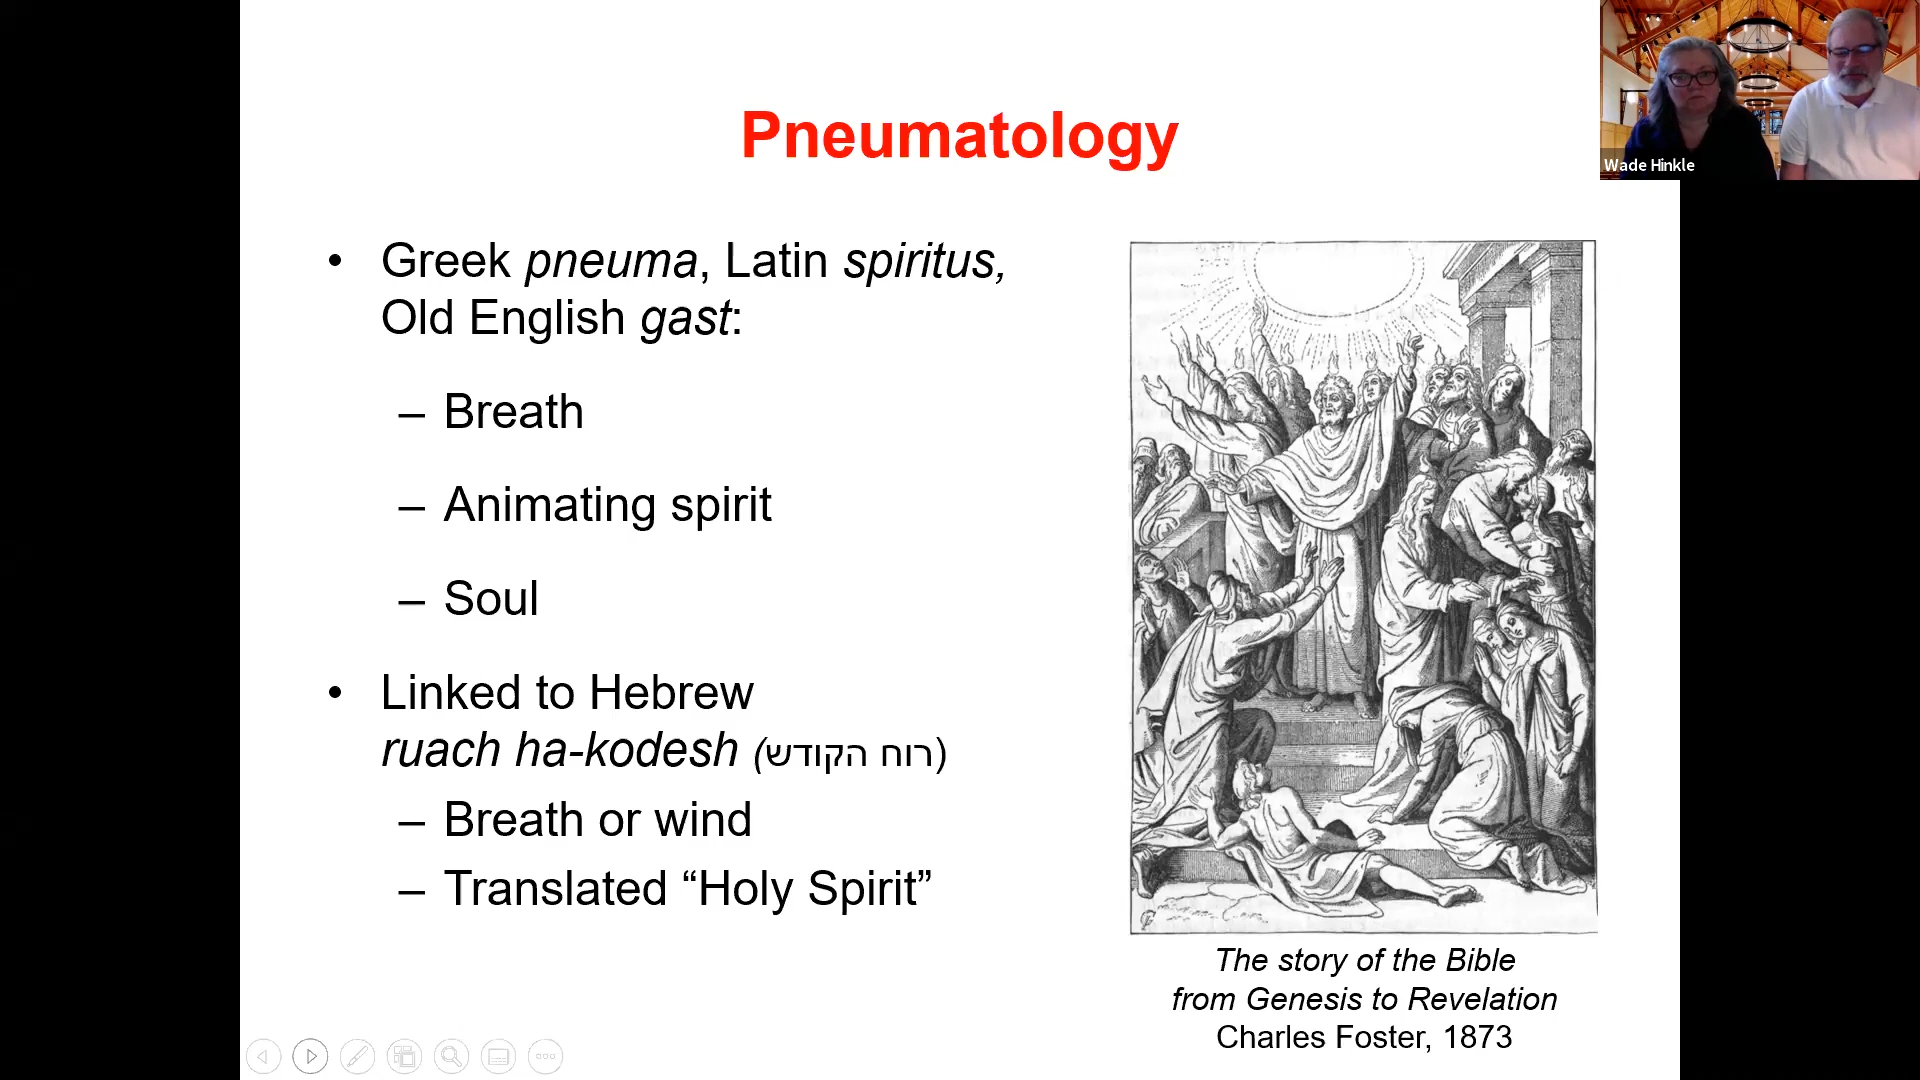 Pneumatology
• Greek pneuma, Latin spiritus,
Old English gast:
– Breath
– Animating spirit
– Soul
• Linked to Hebrew
ruach ha-kodesh (רוח הקודש)
– Breath or wind
– Translated “Holy Spirit”
The story of the Bible
from Genesis to Revelation
Charles Foster, 1873
Wade Hinkle